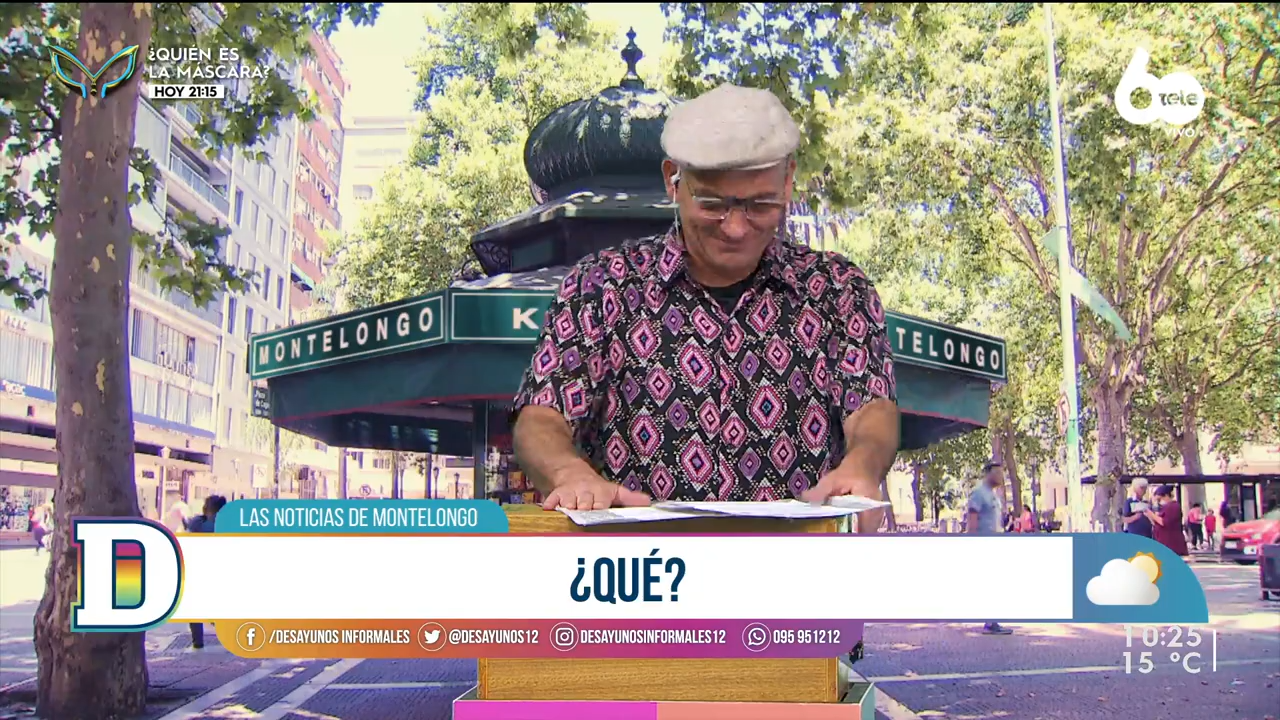 ¿QUIÉN ES
LA MÁSCARA?
HOY 21:15
60
tele
VIVO
MONTELONGO
K
TELONGO
LAS NOTICIAS DE MONTELONGO
D
¿QUÉ?
/DESAYUNOS INFORMALES
@DESAYUNOS12
DESAYUNOSINFORMALES12
095 951212
10:25
15 °C